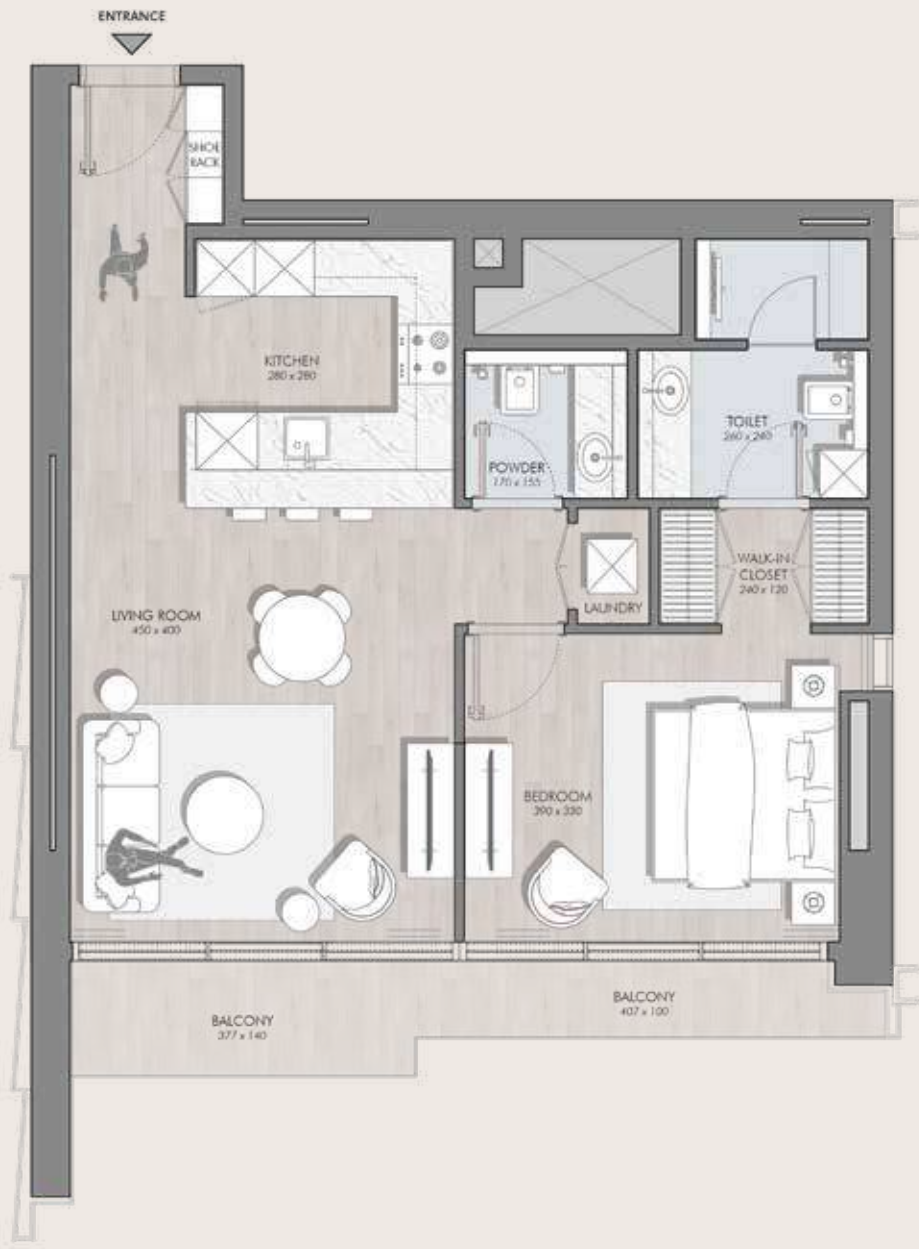 ENTRANCE
SHOE
RACK
KITCHEN
280 x 280
TOILET
260 x 240
POWDER
170 x 155
WALK-IN
CLOSET
240 x 120
LAUNDRY
LIVING ROOM
450 x 400
BEDROOM
390 x 330
BALCONY
407 x 100
BALCONY
377 x 140